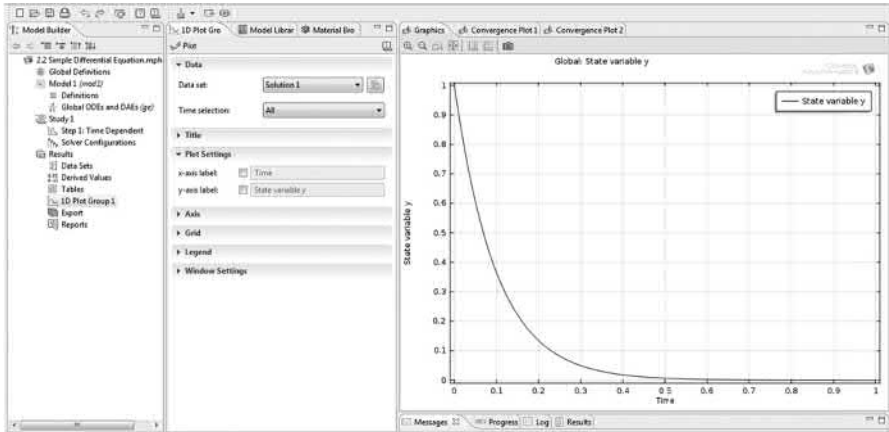 Model Builder
2.2 Simple Differential Equation.mph
Global Definitions
Model 1 (mod1)
Definitions
Global ODEs and DAEs (ge)
Study 1
Step 1: Time Dependent
Solver Configurations
Results
Data Sets
Derived Values
Tables
1D Plot Group 1
Export
Reports
1D Plot Gro
Model Librar
Material Bro
Plot
Data
Data set:
Solution 1
Time selection:
All
Title
Plot Settings
x-axis label:
Time
y-axis label:
State variable y
Axis
Grid
Legend
Window Settings
Graphics
Convergence Plot 1
Convergence Plot 2
Global: State variable y
State variable y
State variable y
1
0.9
0.8
0.7
0.6
0.5
0.4
0.3
0.2
0.1
0
0 0.1 0.2 0.3 0.4 0.5 0.6 0.7 0.8 0.9 1
Time
Messages
Progress
Log
Results